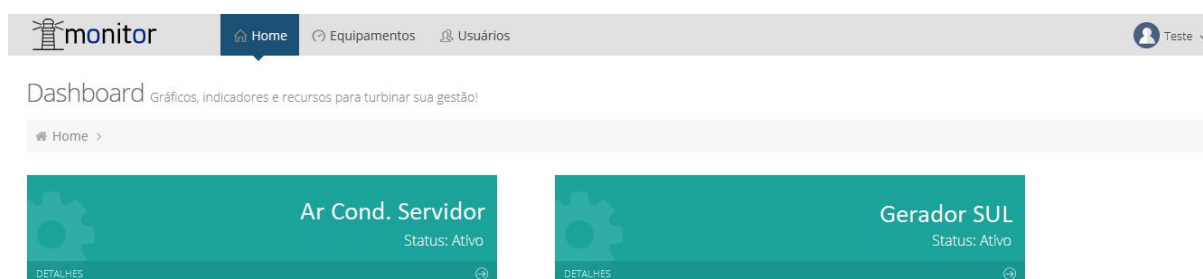 monitor Home Equipamentos Usuários Teste
Dashboard Gráficos, indicadores e recursos para turbinar sua gestão!
Home >
Ar Cond. Servidor
Status: Ativo
DETALHES
Gerador SUL
Status: Ativo
DETALHES